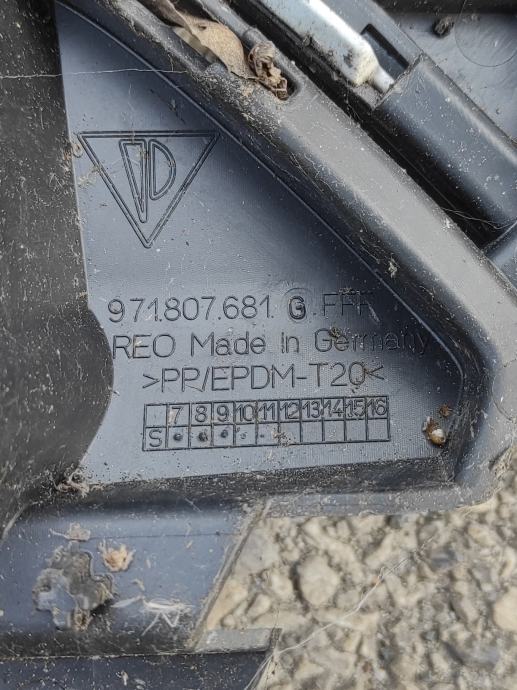 971.807.681 G.FFF
REO Made in Germany
>PP/EPDM-T20<
7 8 9 10 11 12 13 14 15 16
S